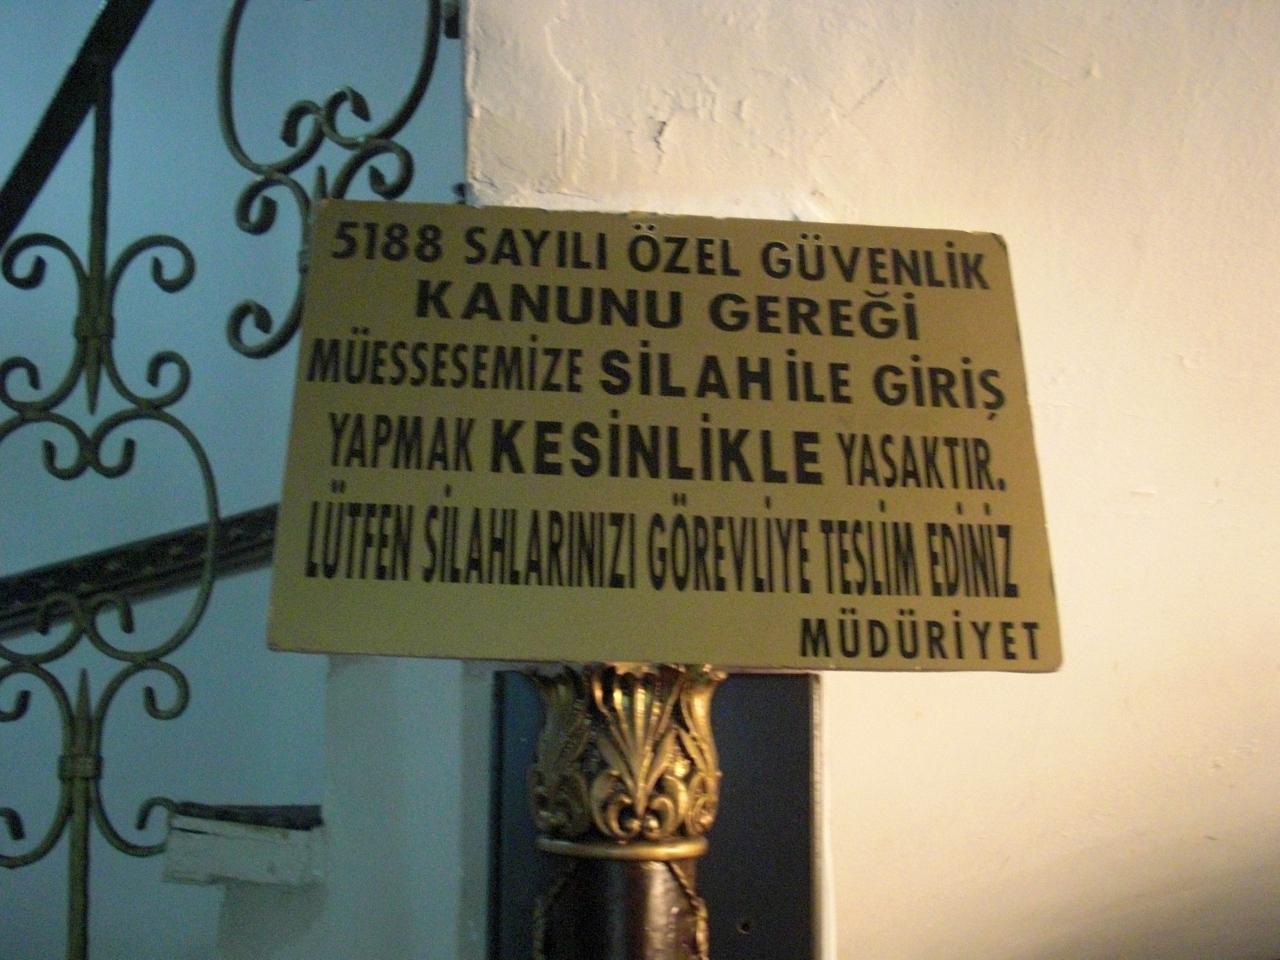 5188 SAYILI ÖZEL GÜVENLİK
KANUNU GEREĞİ
MÜESSESEMİZE SİLAH İLE GİRİŞ
YAPMAK KESİNLİKLE YASAKTIR.
LÜTFEN SİLAHLARINIZI GÖREVLİYE TESLİM EDİNİZ
MÜDÜRİYET